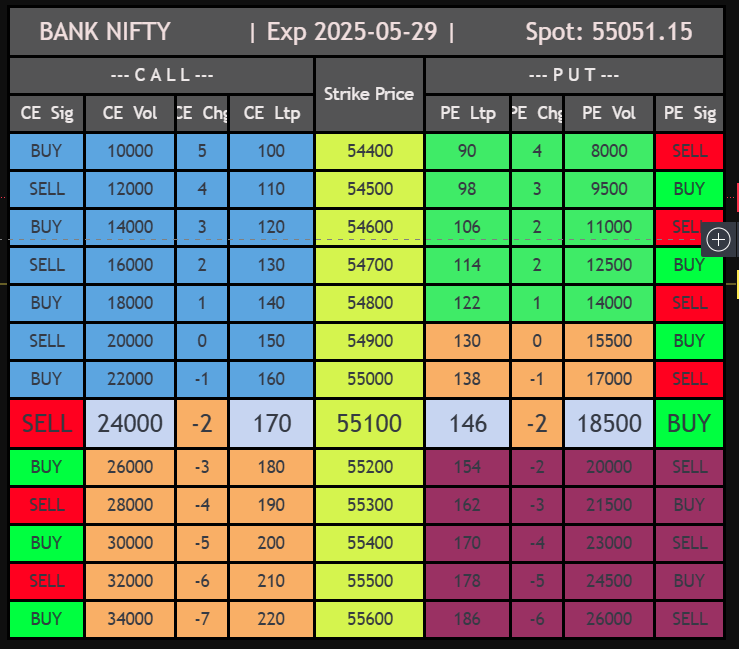 BANK NIFTY | Exp 2025-05-29 | Spot: 55051.15
--- C A L L --- Strike Price --- P U T ---
CE Sig CE Vol CE Chg CE Ltp PE Ltp PE Chg PE Vol PE Sig
BUY 10000 5 100 54400 90 4 8000 SELL
SELL 12000 4 110 54500 98 3 9500 BUY
BUY 14000 3 120 54600 106 2 11000 SELL
SELL 16000 2 130 54700 114 2 12500 BUY
BUY 18000 1 140 54800 122 1 14000 SELL
SELL 20000 0 150 54900 130 0 15500 BUY
BUY 22000 -1 160 55000 138 -1 17000 SELL
SELL 24000 -2 170 55100 146 -2 18500 BUY
BUY 26000 -3 180 55200 154 -2 20000 SELL
SELL 28000 -4 190 55300 162 -3 21500 BUY
BUY 30000 -5 200 55400 170 -4 23000 SELL
SELL 32000 -6 210 55500 178 -5 24500 BUY
BUY 34000 -7 220 55600 186 -6 26000 SELL